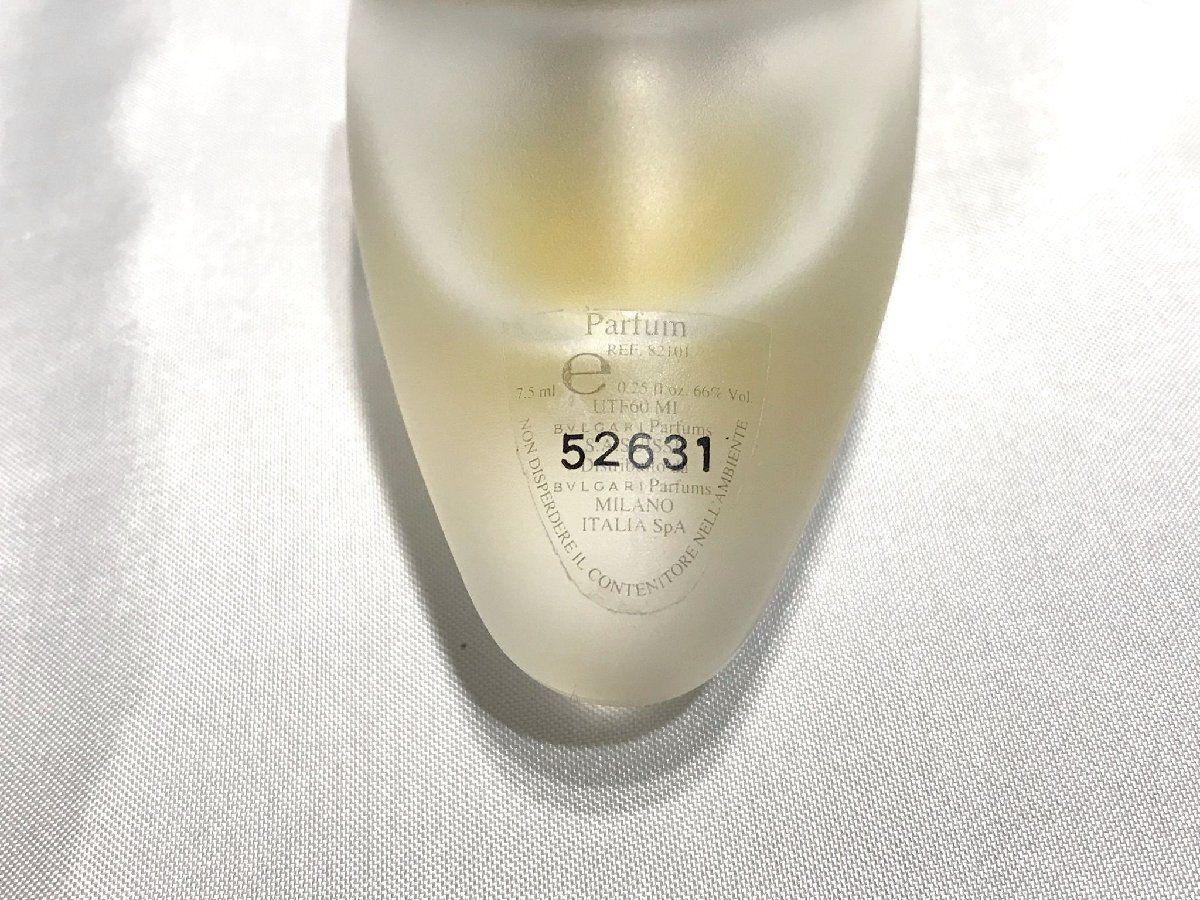 Parfum
REF. 82101
7.5 ml e 0.25 fl oz. 66% Vol.
UTF60 MI
BVLGARI Parfums
52631
BVLGARI Parfums
MILANO
ITALIA SpA
NON DISPERDERE IL CONTENITORE NELL'AMBIENTE